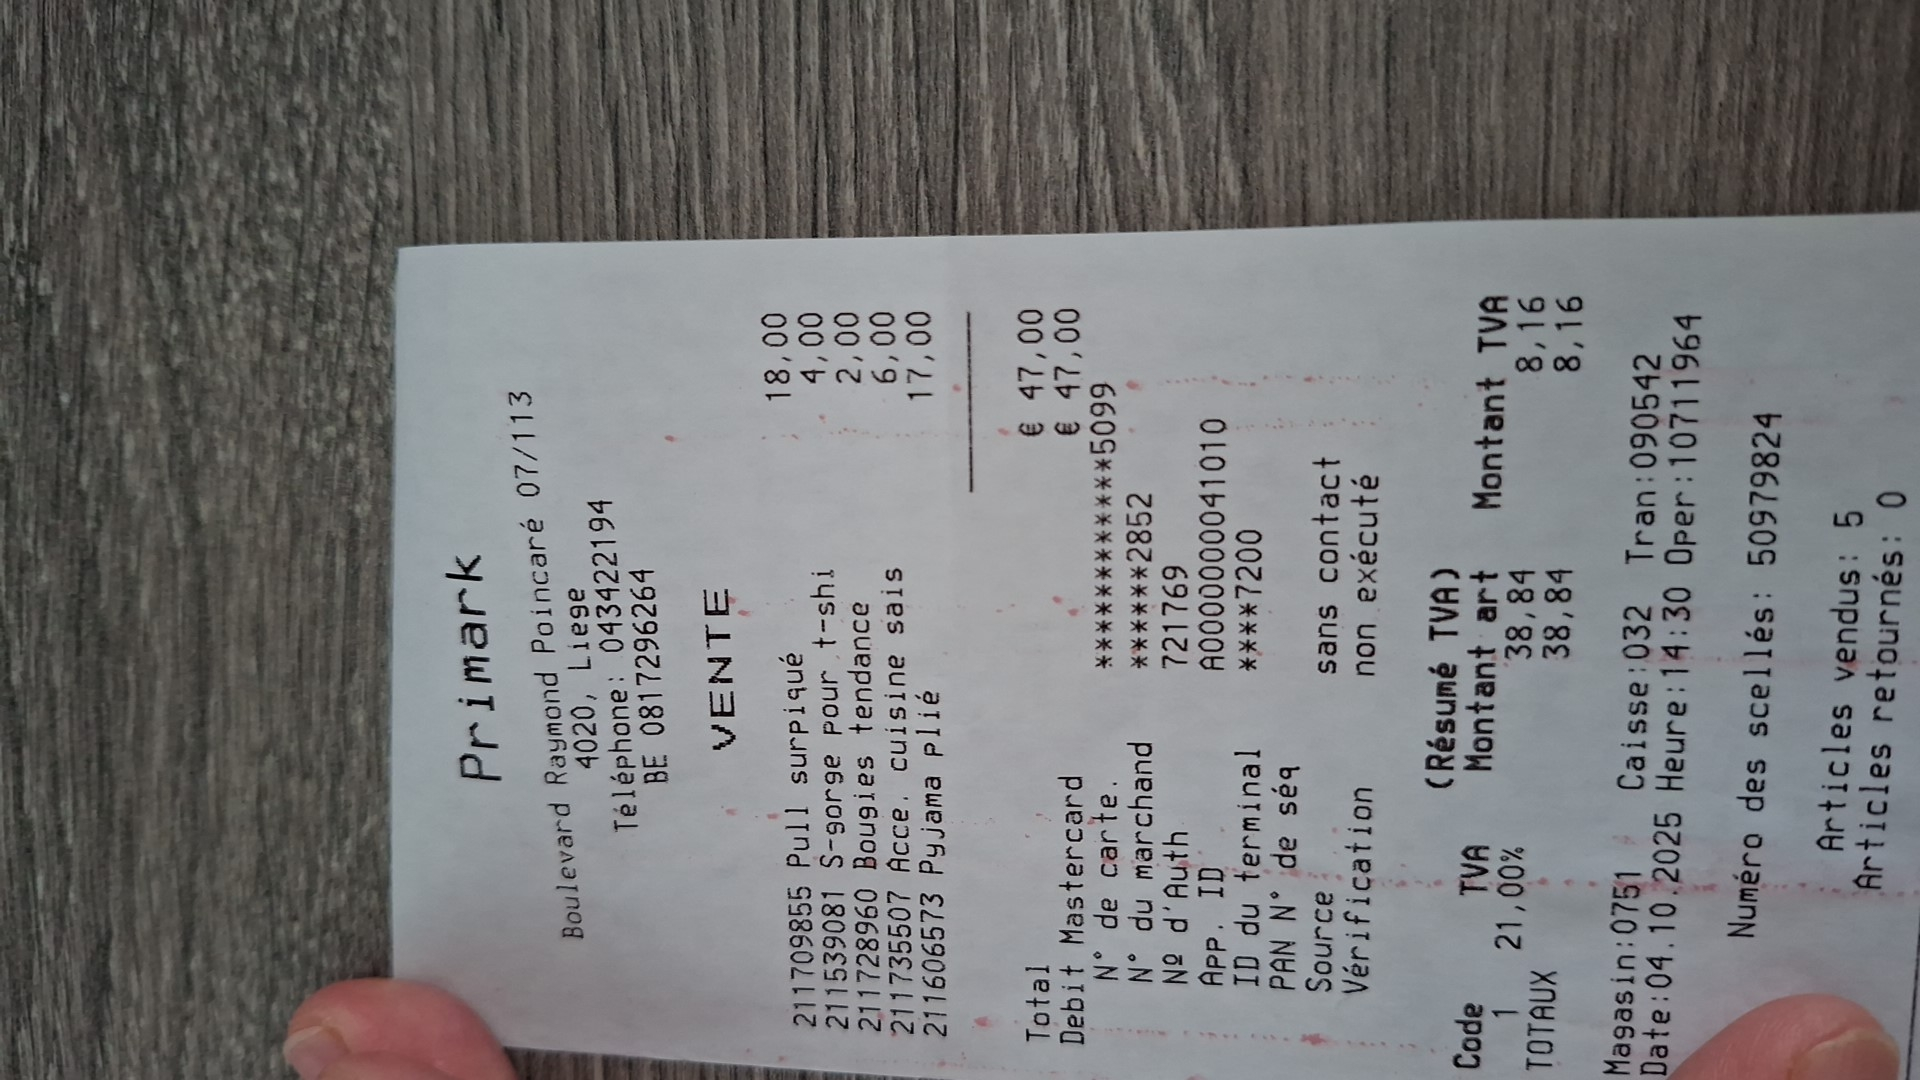 Primark
Boulevard Raymond Poincaré 07/113
4020, Liege
Téléphone: 043422194
BE 0817296264
VENTE
211709855 Pull surpiqué 18,00
211539081 S-gorge pour t-shi 4,00
211728960 Bougies tendance 2,00
211735507 Acce. cuisine sais 6,00
211606573 Pyjama plié 17,00
Total € 47,00
Debit Mastercard € 47,00
N° de carte. ************5099
N° du marchand ******2852
Nº d'Auth 721769
App. ID A0000000041010
ID du terminal ****7200
PAN N° de séq
Source sans contact
Vérification non exécuté
(Résumé TVA)
Code TVA Montant art Montant TVA
1 21,00% 38,84 8,16
TOTAUX 38,84 8,16
Magasin:0751 Caisse:032 Tran:090542
Date:04.10.2025 Heure:14:30 Oper:10711964
Numéro des scellés: 50979824
Articles vendus: 5
Articles retournés: 0